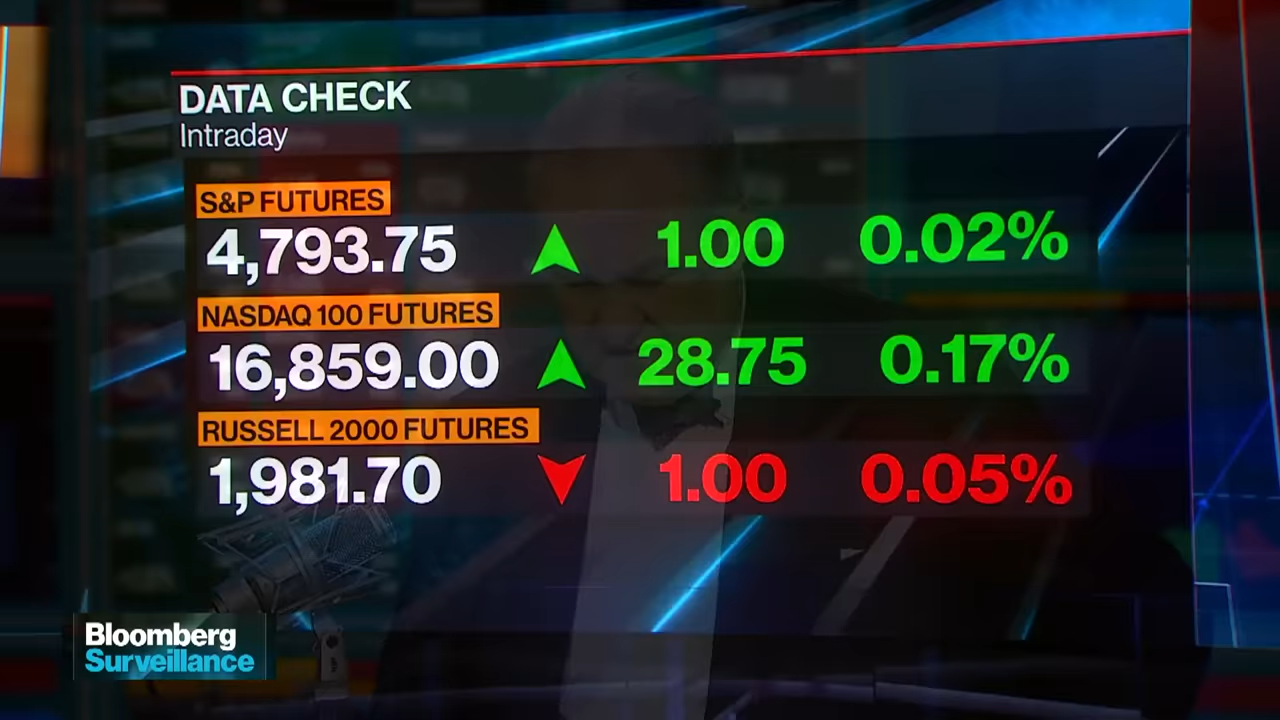 DATA CHECK
Intraday
S&P FUTURES
4,793.75 ▲ 1.00 0.02%
NASDAQ 100 FUTURES
16,859.00 ▲ 28.75 0.17%
RUSSELL 2000 FUTURES
1,981.70 ▼ 1.00 0.05%
Bloomberg
Surveillance